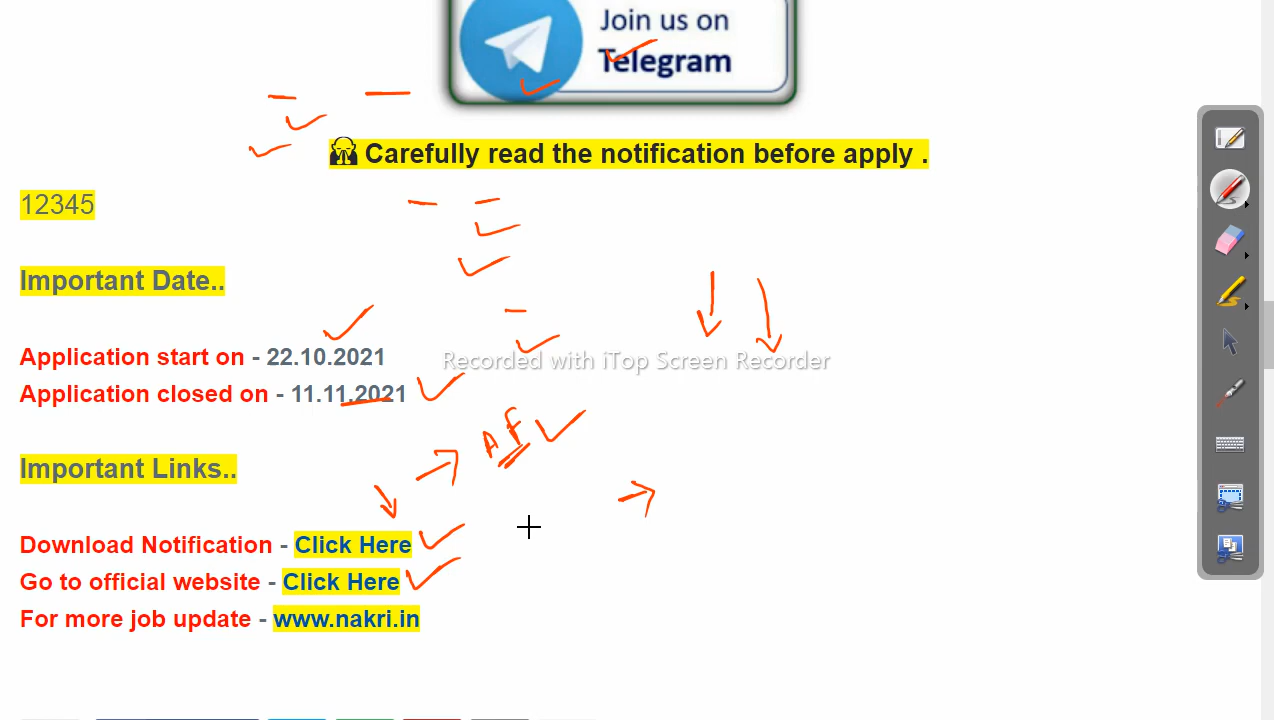 Join us on
Telegram
Carefully read the notification before apply .
12345
Important Date..
Application start on - 22.10.2021
Recorded with iTop Screen Recorder
Application closed on - 11.11.2021
AF
Important Links..
Download Notification - Click Here
Go to official website - Click Here
For more job update - www.nakri.in